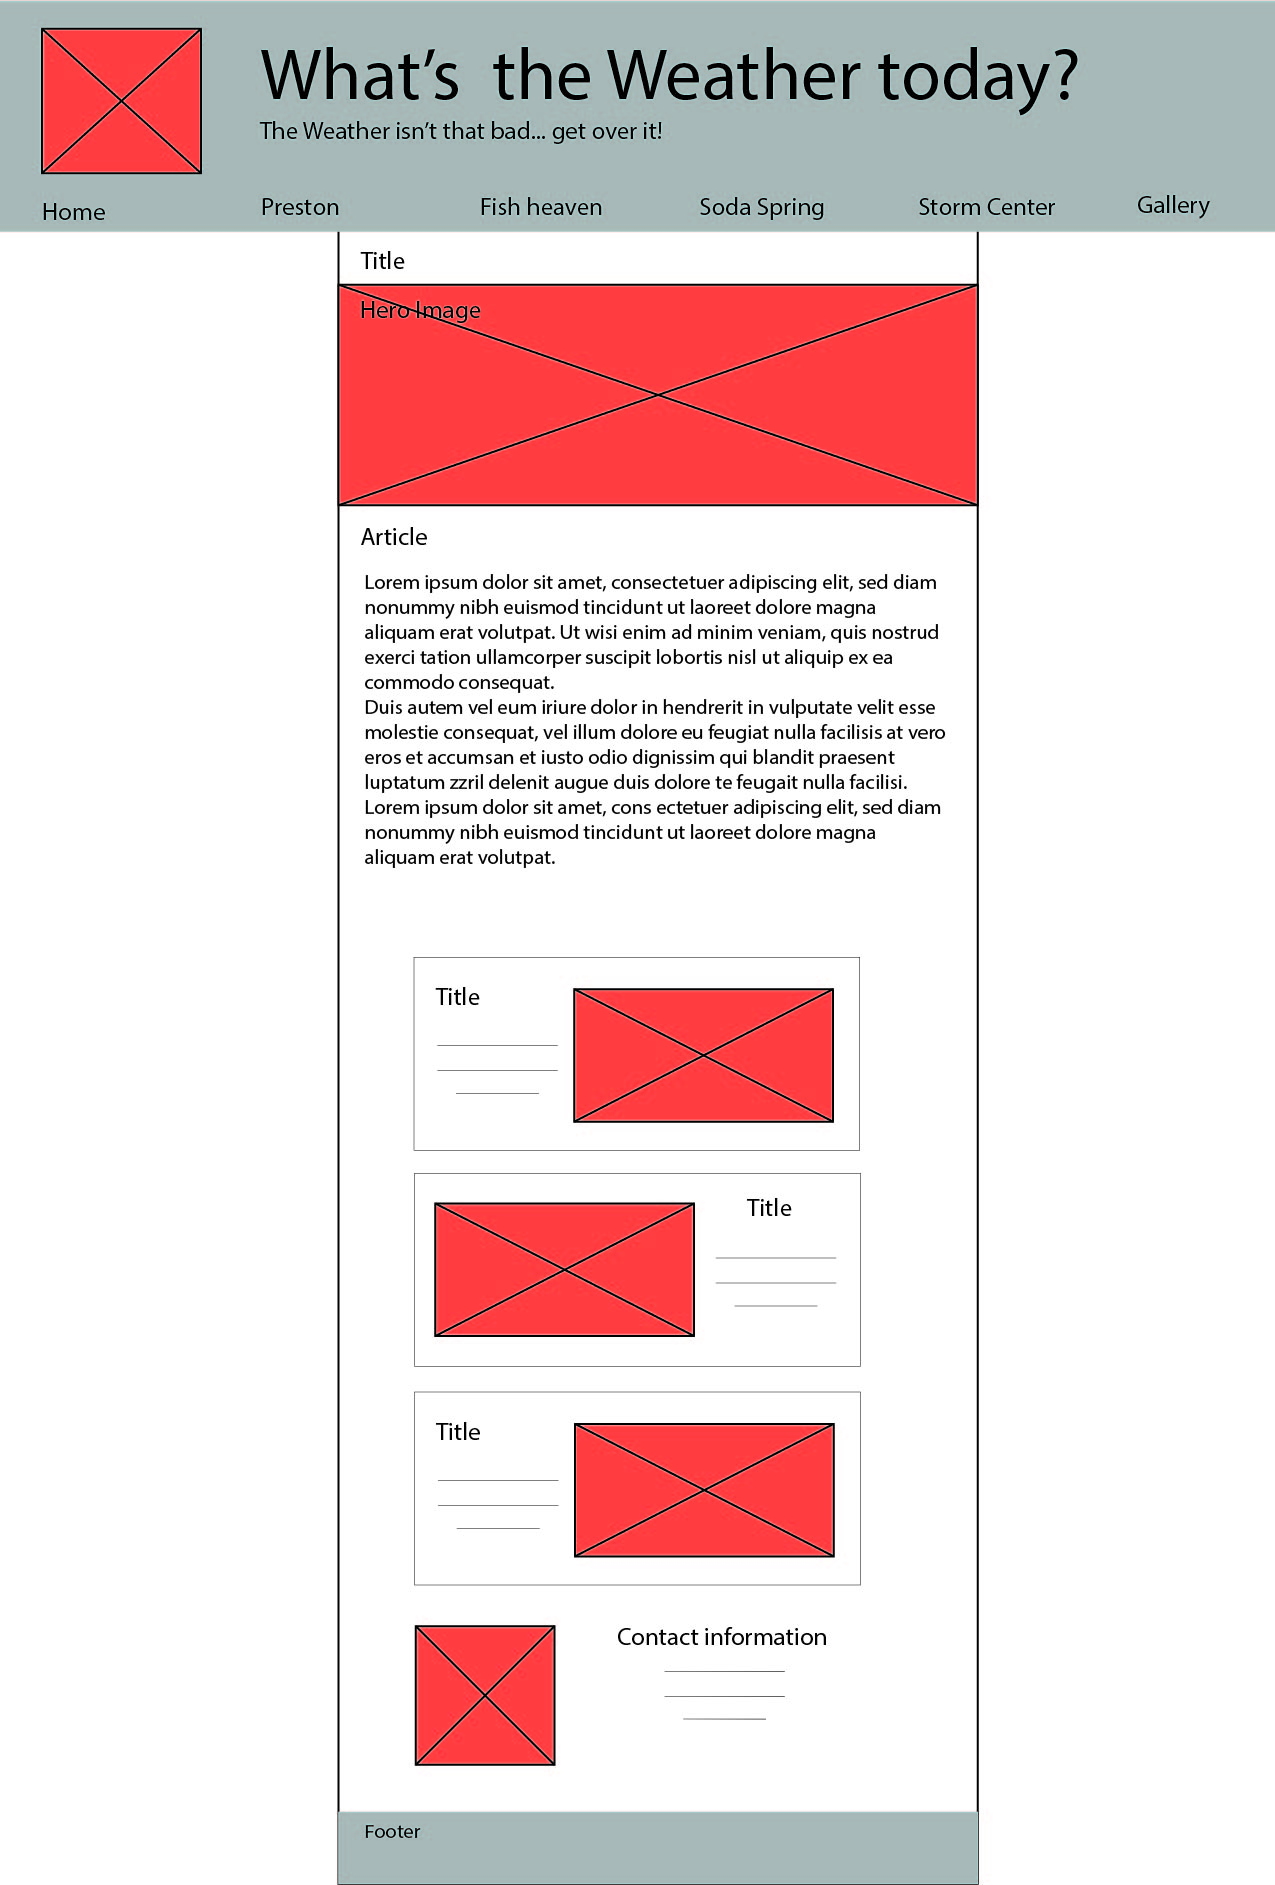 What's  the Weather today?
The Weather isn't that bad... get over it!
Home
Preston
Fish heaven
Soda Spring
Storm Center
Gallery
Title
Hero Image
Article
Lorem ipsum dolor sit amet, consectetuer adipiscing elit, sed diam
nonummy nibh euismod tincidunt ut laoreet dolore magna
aliquam erat volutpat. Ut wisi enim ad minim veniam, quis nostrud
exerci tation ullamcorper suscipit lobortis nisl ut aliquip ex ea
commodo consequat.
Duis autem vel eum iriure dolor in hendrerit in vulputate velit esse
molestie consequat, vel illum dolore eu feugiat nulla facilisis at vero
eros et accumsan et iusto odio dignissim qui blandit praesent
luptatum zzril delenit augue duis dolore te feugait nulla facilisi.
Lorem ipsum dolor sit amet, cons ectetuer adipiscing elit, sed diam
nonummy nibh euismod tincidunt ut laoreet dolore magna
aliquam erat volutpat.
Title
Title
Title
Contact information
Footer